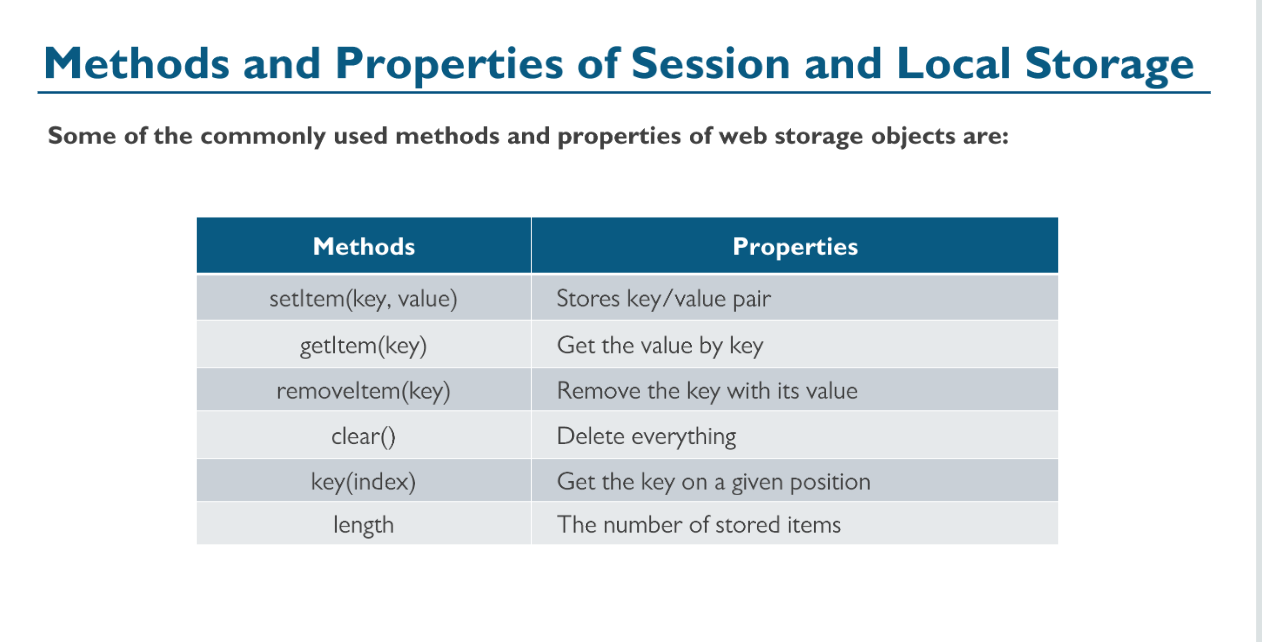 Methods and Properties of Session and Local Storage
Some of the commonly used methods and properties of web storage objects are:
Methods Properties
setItem(key, value) Stores key/value pair
getItem(key) Get the value by key
removeItem(key) Remove the key with its value
clear() Delete everything
key(index) Get the key on a given position
length The number of stored items